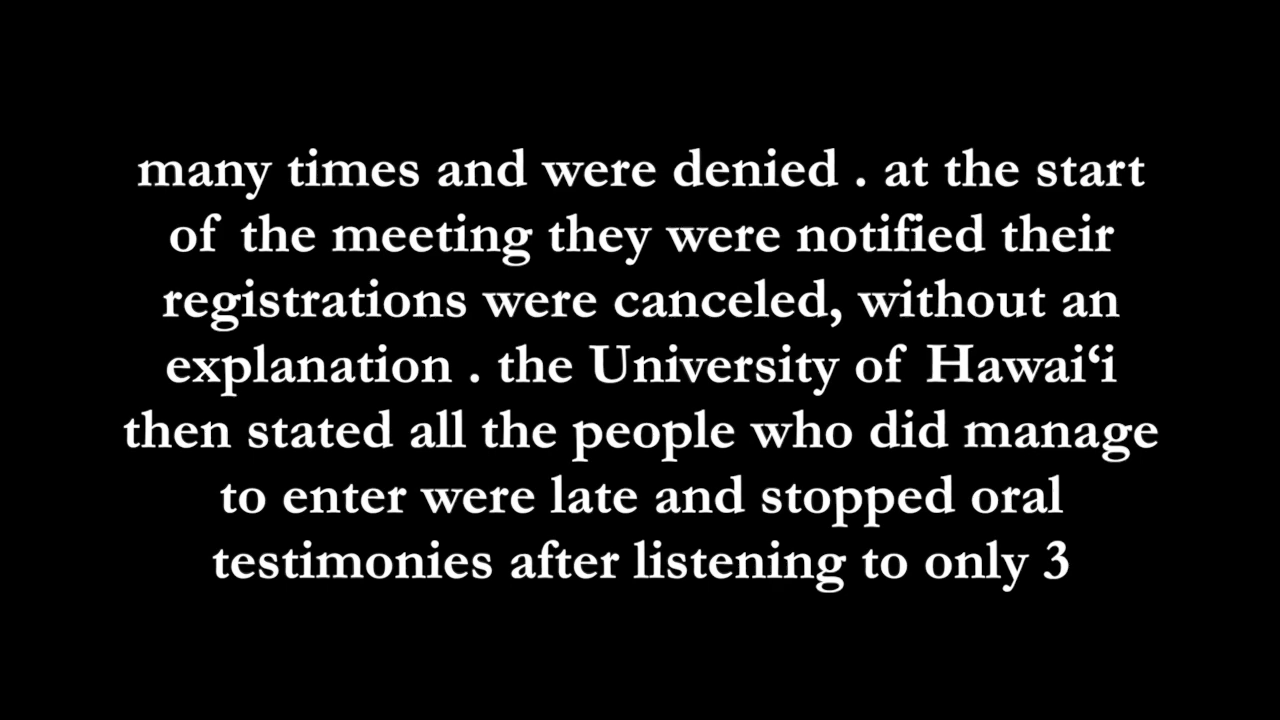 many times and were denied . at the start
of the meeting they were notified their
registrations were canceled, without an
explanation . the University of Hawai‘i
then stated all the people who did manage
to enter were late and stopped oral
testimonies after listening to only 3